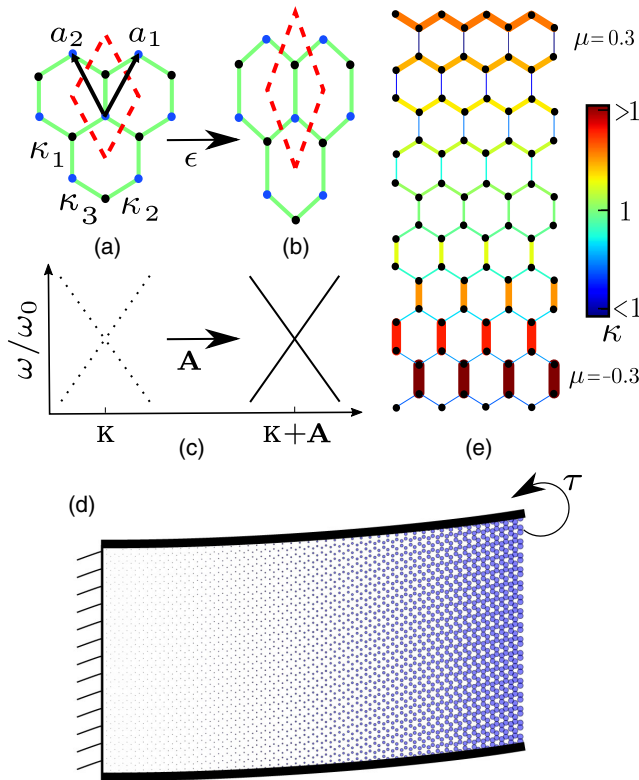 a₂ a₁
κ₁
κ₃ κ₂
ϵ
(a) (b)
ω/ω₀
A
K K+A
(c)
μ=0.3
>1
1
<1
κ
μ=-0.3
(e)
(d)
τ